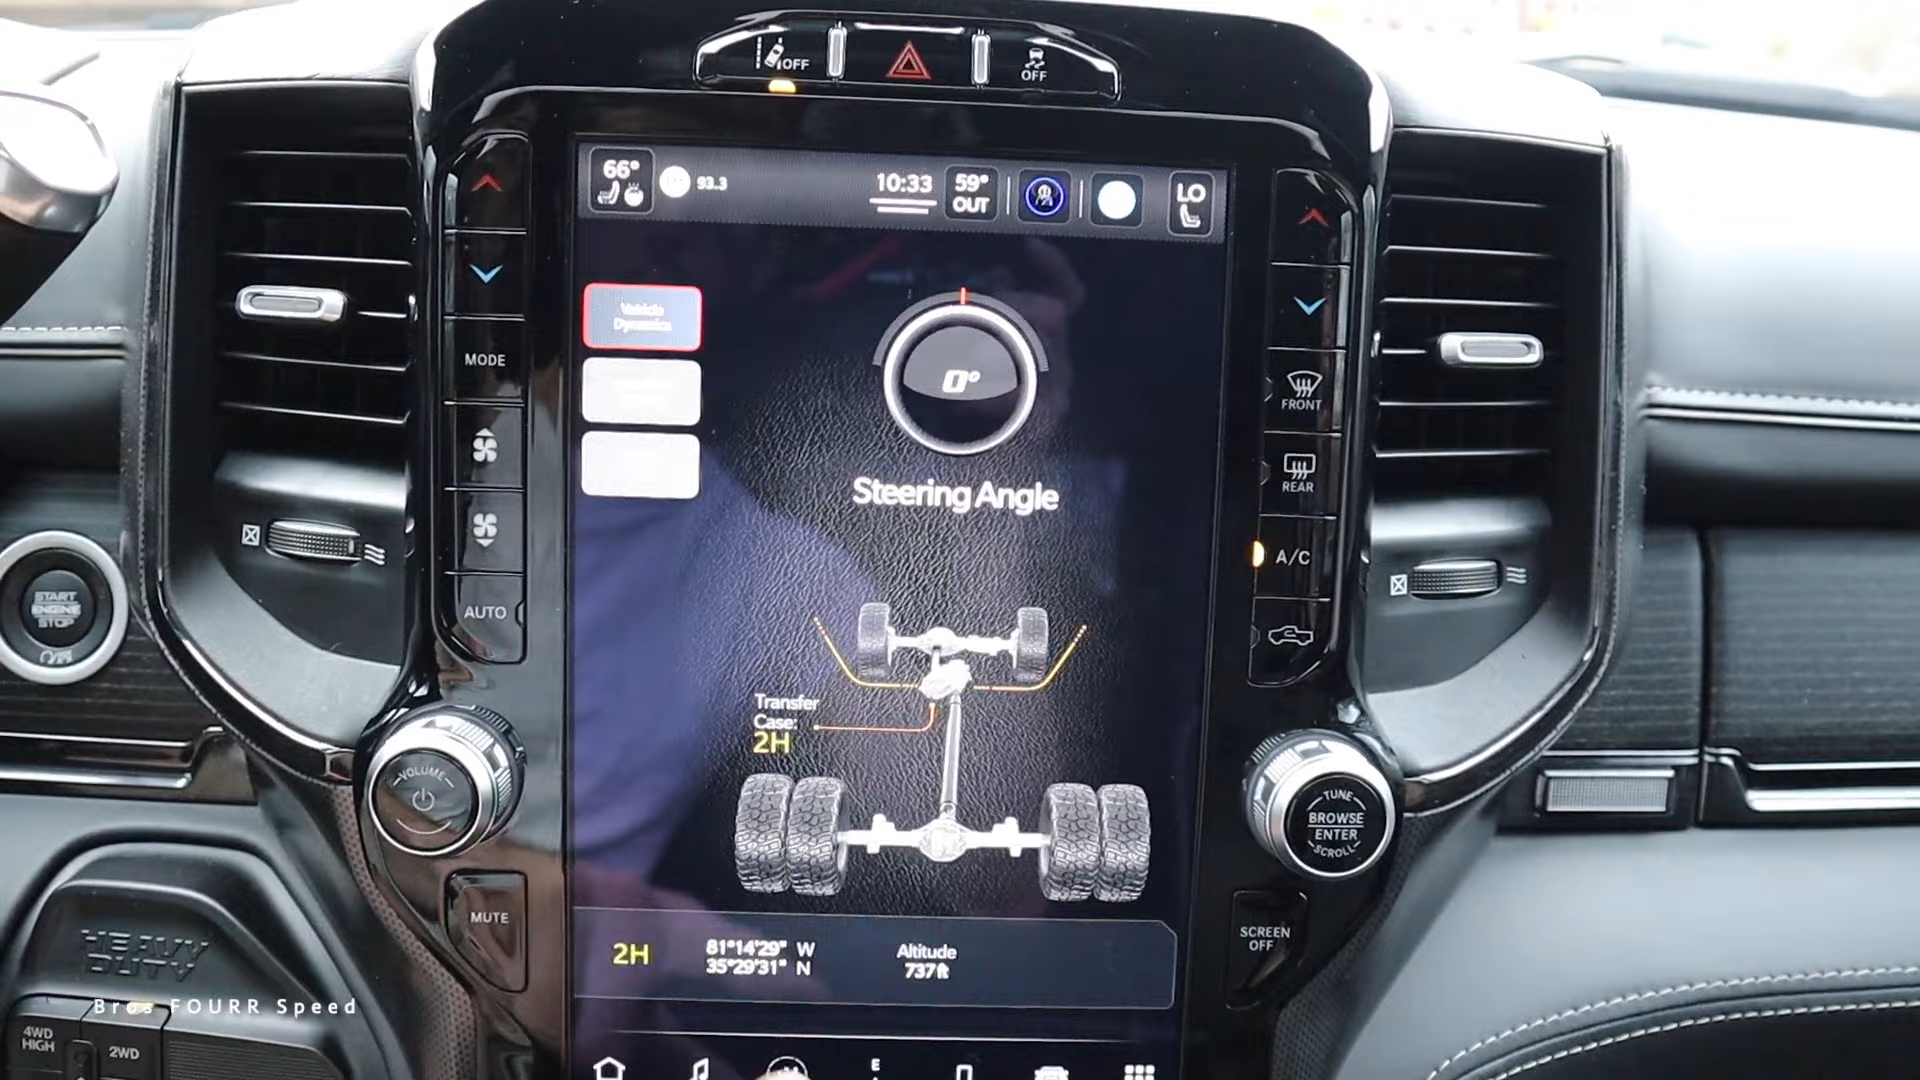 OFF
OFF
66°
93.3
10:33
59°
OUT
LO
Vehicle
Dynamics
0°
Steering Angle
Transfer
Case:
2H
2H
81°14'29" W
35°29'31" N
Altitude
737ft
MODE
AUTO
MUTE
VOLUME
START
ENGINE
STOP
FRONT
REAR
A/C
TUNE
BROWSE
ENTER
SCROLL
SCREEN
OFF
HEAVY
DUTY
4WD
HIGH
2WD
E
Bros FOURR Speed